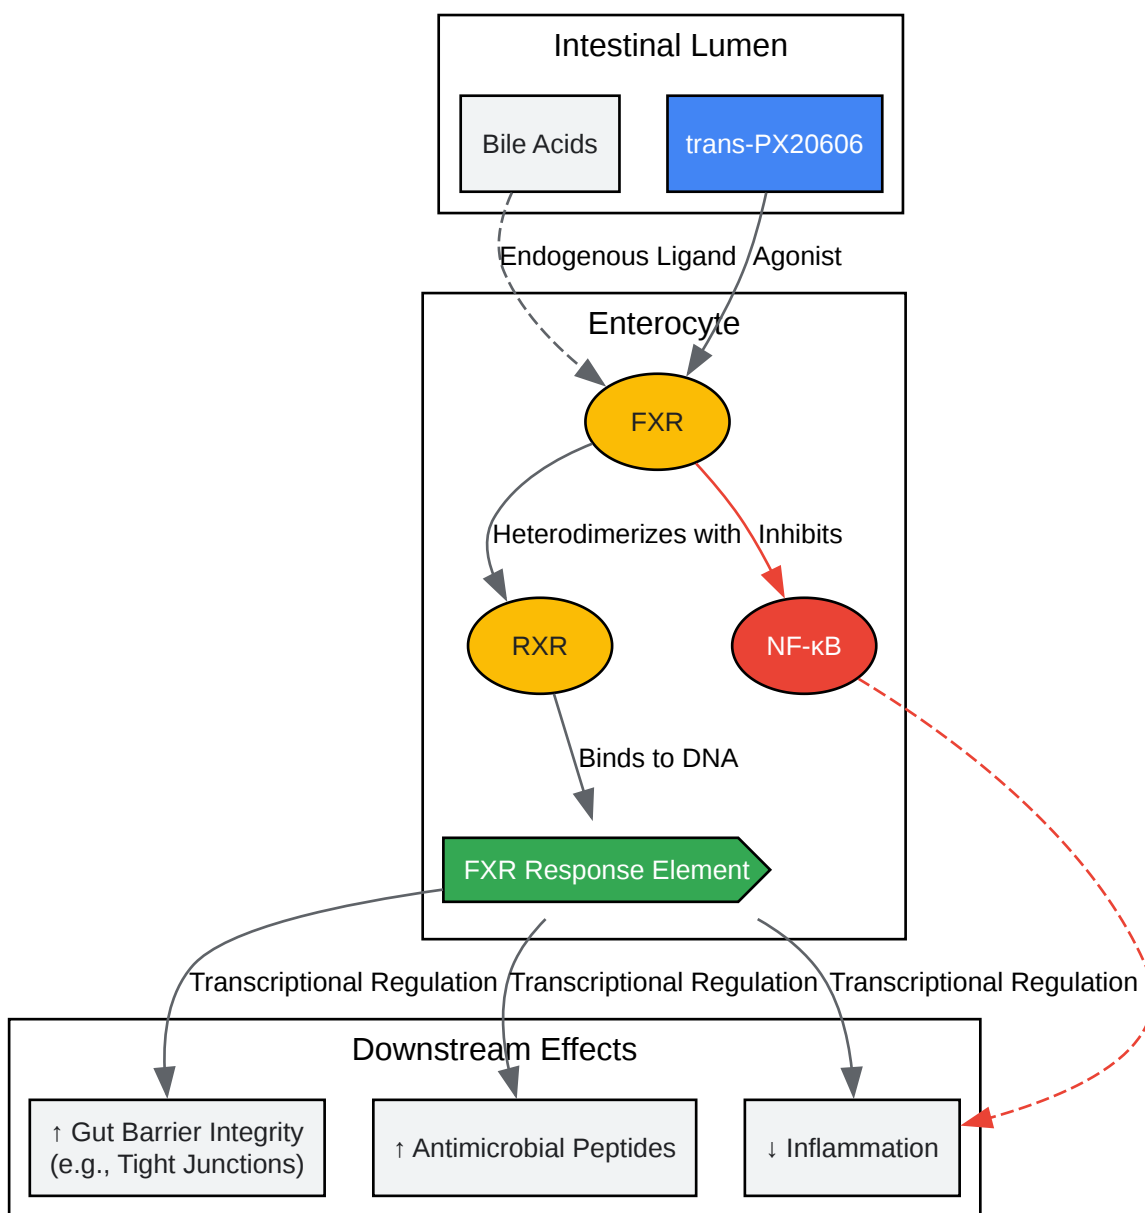 Intestinal Lumen
Bile Acids
trans-PX20606
Endogenous Ligand
Agonist
Enterocyte
FXR
Heterodimerizes with
Inhibits
RXR
NF-κB
Binds to DNA
FXR Response Element
Transcriptional Regulation
Transcriptional Regulation
Transcriptional Regulation
Downstream Effects
↑ Gut Barrier Integrity
(e.g., Tight Junctions)
↑ Antimicrobial Peptides
↓ Inflammation